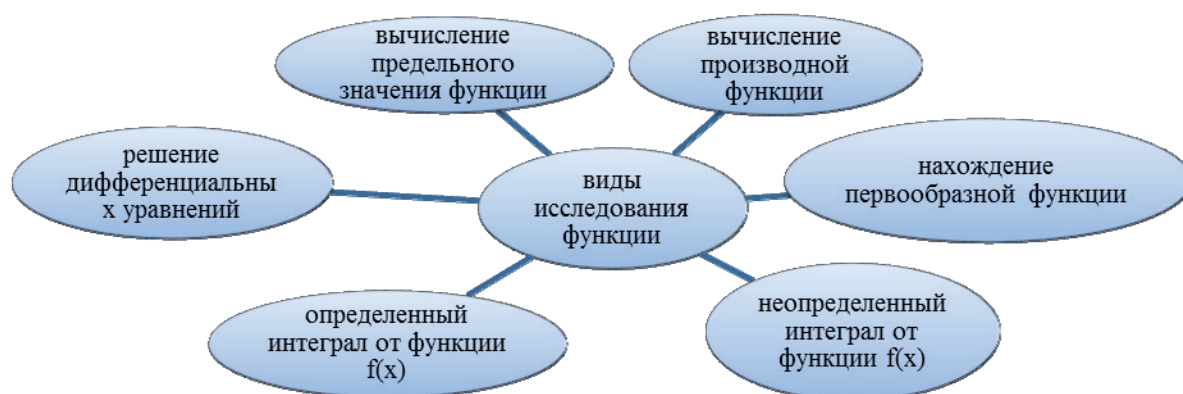 вычисление
предельного
значения функции
вычисление
производной
функции
решение
дифференциальны
х уравнений
виды
исследования
функции
нахождение
первообразной функции
определенный
интеграл от функции
f(x)
неопределенный
интеграл от
функции f(x)